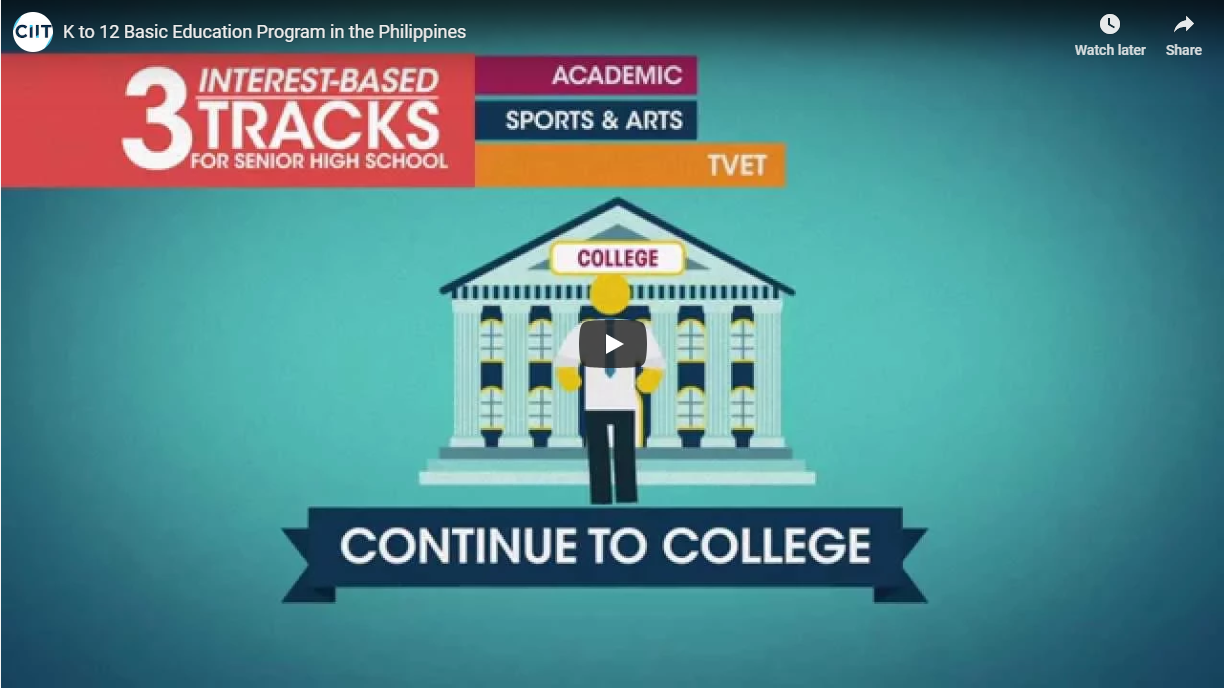 CIIT
K to 12 Basic Education Program in the Philippines
Watch later
Share
3 INTEREST-BASED
TRACKS
FOR SENIOR HIGH SCHOOL
ACADEMIC
SPORTS & ARTS
TVET
COLLEGE
CONTINUE TO COLLEGE